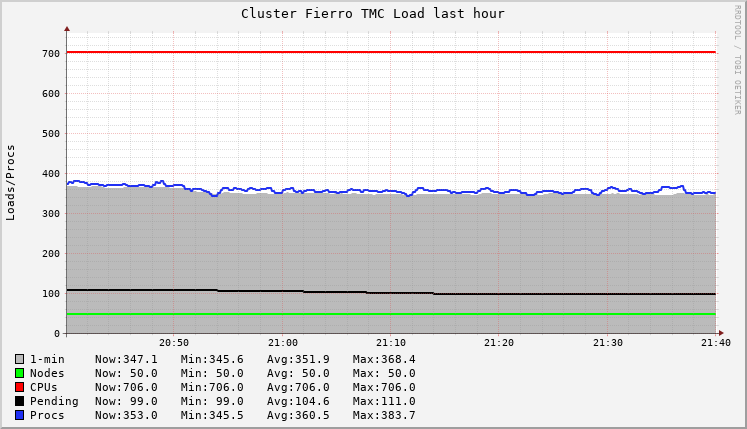 Cluster Fierro TMC Load last hour
RRDTOOL / TOBI OETIKER
Loads/Procs
700
600
500
400
300
200
100
0
20:50 21:00 21:10 21:20 21:30 21:40
1-min Now:347.1 Min:345.6 Avg:351.9 Max:368.4
Nodes Now: 50.0 Min: 50.0 Avg: 50.0 Max: 50.0
CPUs Now:706.0 Min:706.0 Avg:706.0 Max:706.0
Pending Now: 99.0 Min: 99.0 Avg:104.6 Max:111.0
Procs Now:353.0 Min:345.5 Avg:360.5 Max:383.7